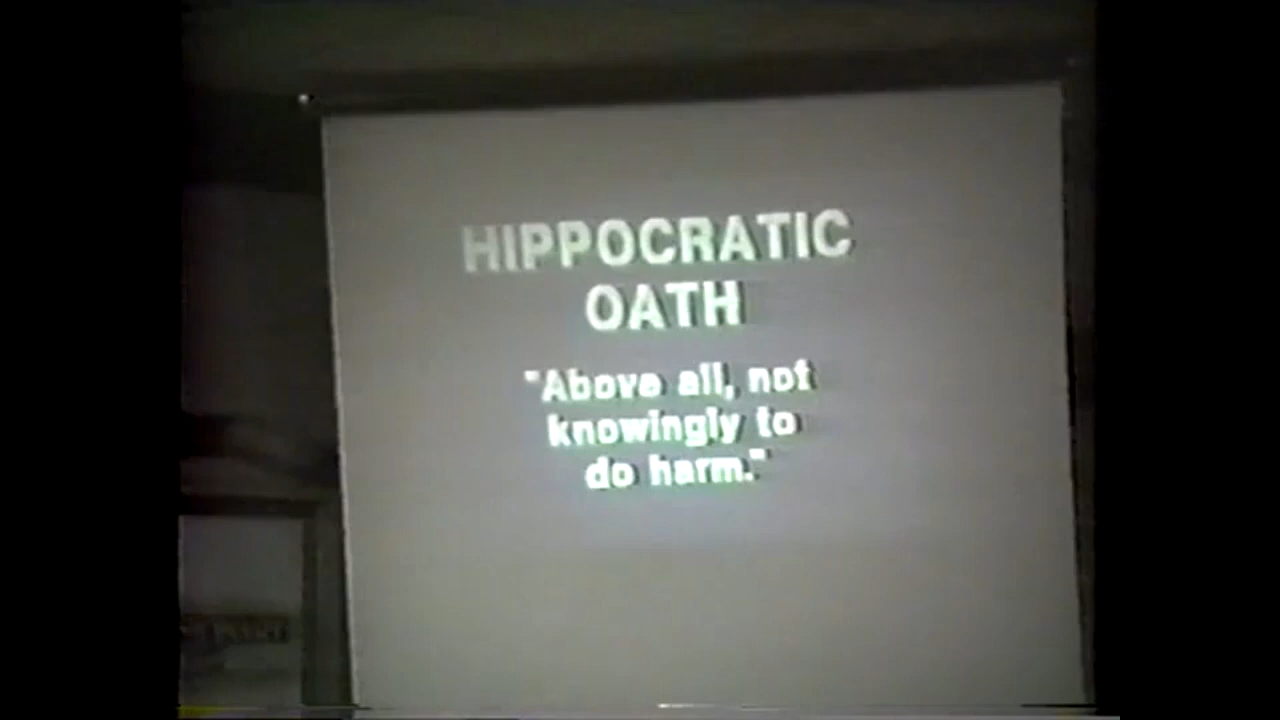 HIPPOCRATIC
OATH
"Above all, not
knowingly to
do harm."